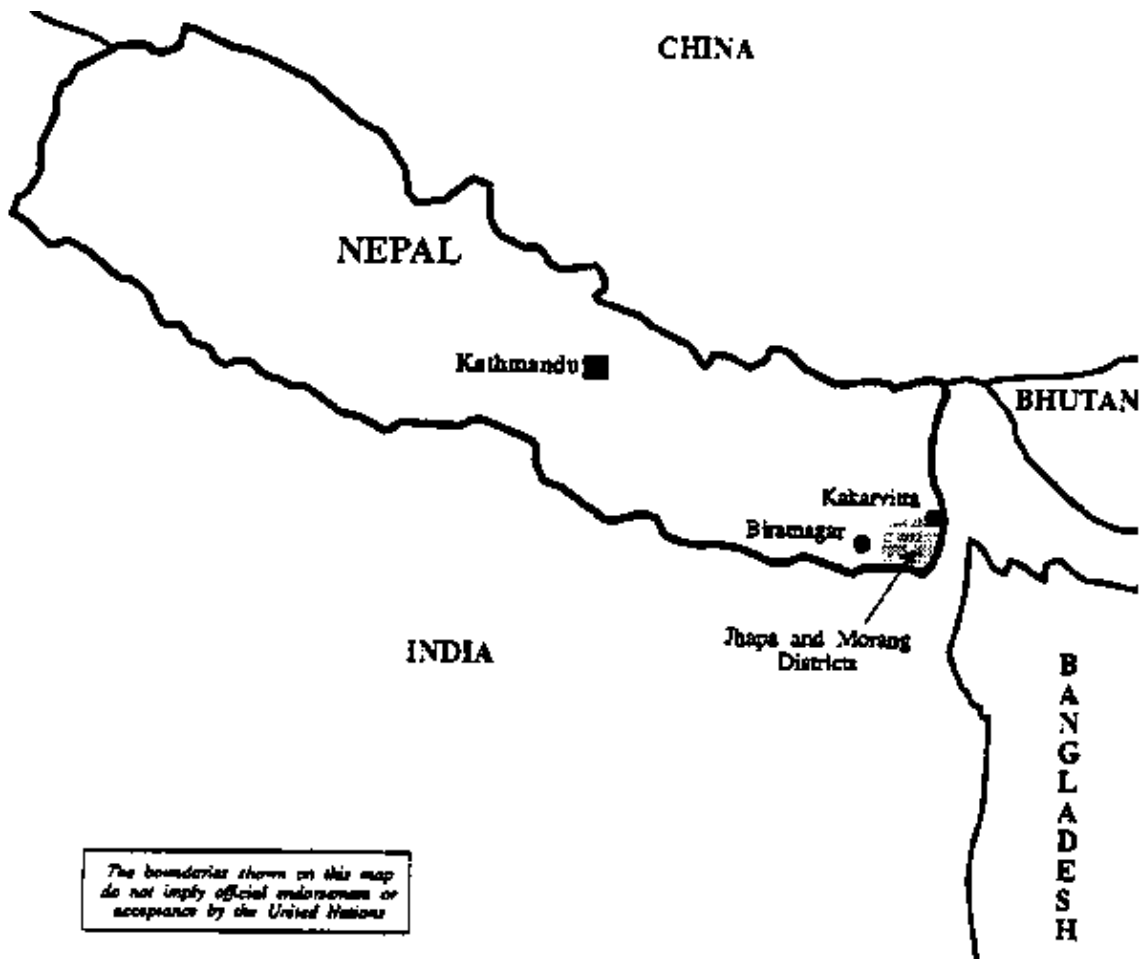 CHINA
NEPAL
Kathmandu
BHUTAN
Kakarvitta
Biratnagar
Jhapa and Morang
Districts
INDIA
BANGLADESH
The boundaries shown on this map
do not imply official endorsement or
acceptance by the United Nations